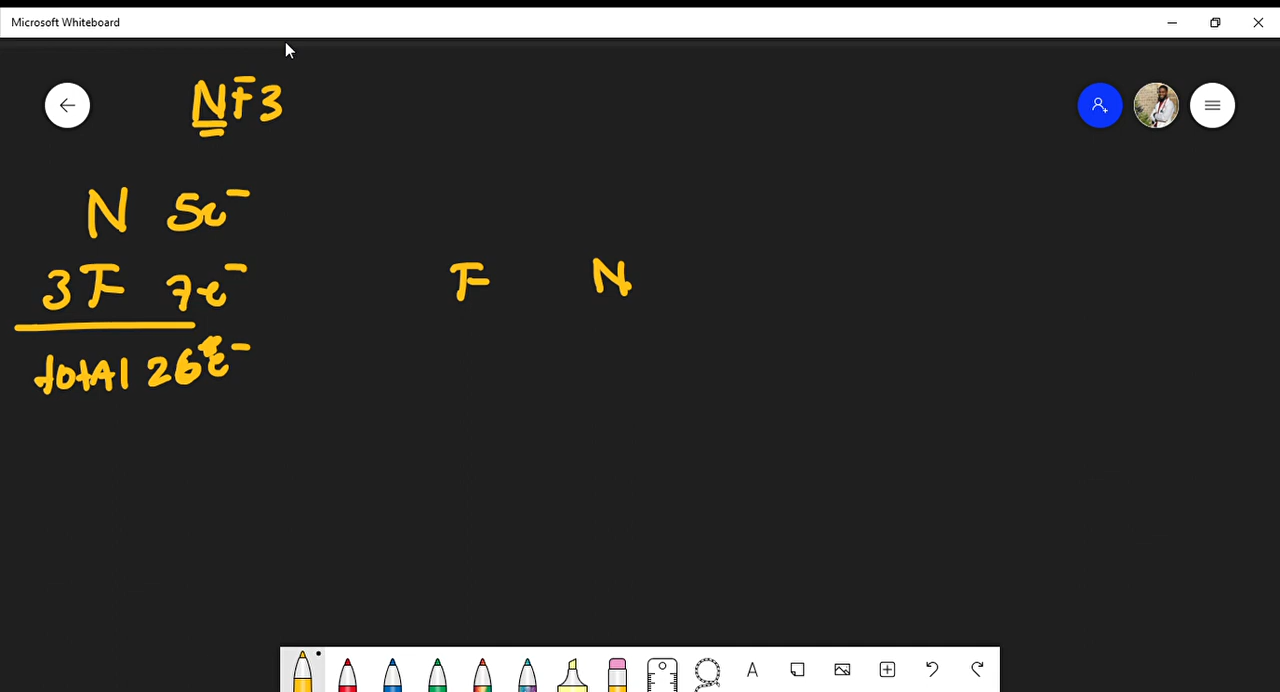 Microsoft Whiteboard
NF3
N 5e⁻
3F 7e⁻
total 26e⁻
F N
A